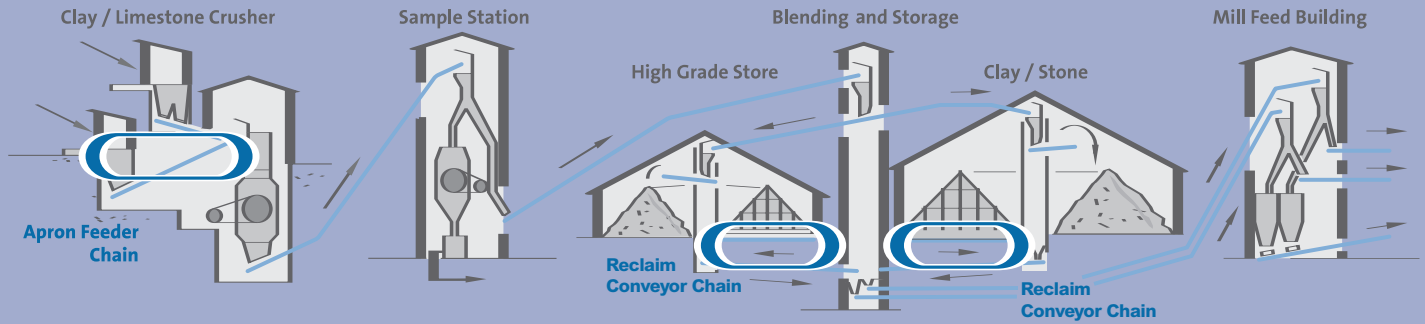 Clay / Limestone Crusher
Sample Station
Blending and Storage
Mill Feed Building
High Grade Store
Clay / Stone
Apron Feeder
Chain
Reclaim
Conveyor Chain
Reclaim
Conveyor Chain